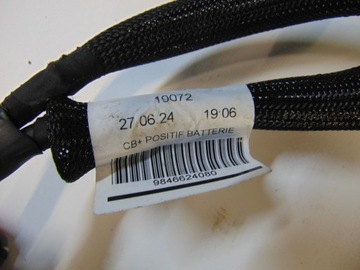 10072
27.06.24 19:06
CB+ POSITIF BATTERIE
9846624080